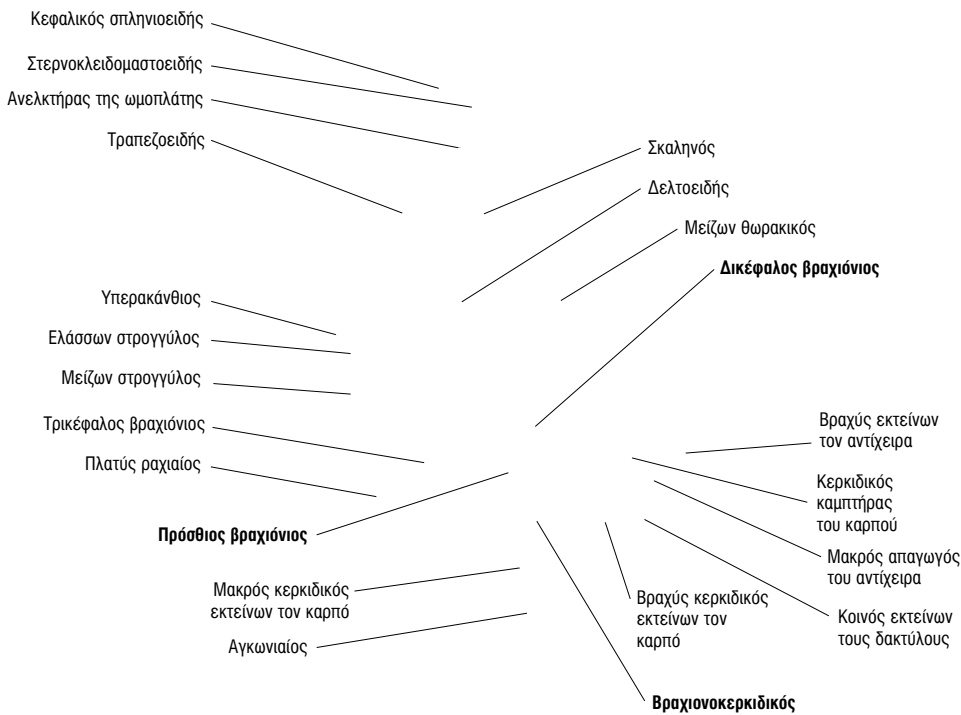 Κεφαλικός σπληνιοειδής
Στερνοκλειδομαστοειδής
Ανελκτήρας της ωμοπλάτης
Τραπεζοειδής
Σκαληνός
Δελτοειδής
Μείζων θωρακικός
Δικέφαλος βραχιόνιος
Υπερακάνθιος
Ελάσσων στρογγύλος
Μείζων στρογγύλος
Τρικέφαλος βραχιόνιος
Πλατύς ραχιαίος
Πρόσθιος βραχιόνιος
Μακρός κερκιδικός
εκτείνων τον καρπό
Αγκωνιαίος
Βραχύς εκτείνων
τον αντίχειρα
Κερκιδικός
καμπτήρας
του καρπού
Μακρός απαγωγός
του αντίχειρα
Κοινός εκτείνων
τους δακτύλους
Βραχύς κερκιδικός
εκτείνων τον
καρπό
Βραχιονοκερκιδικός